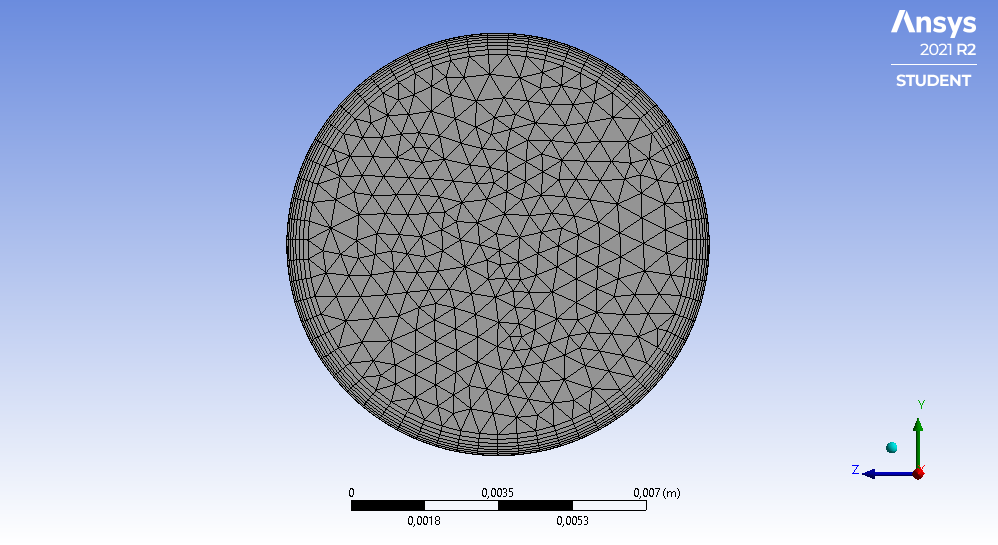 Ansys
2021 R2
STUDENT
Y
Z
0 0,0035 0,007 (m)
0,0018 0,0053